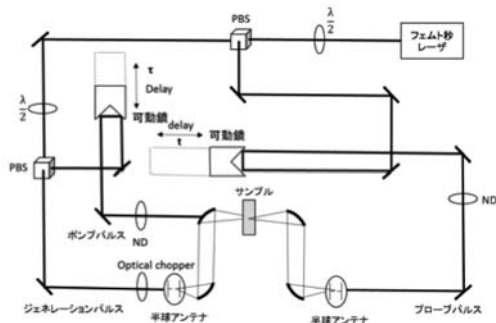 PBS
λ/2
フェムト秒
レーザ
τ
Delay
可動鏡
λ/2
delay
t
可動鏡
PBS
サンプル
ND
ポンプパルス
ND
Optical chopper
ジェネレーションパルス
半球アンテナ
半球アンテナ
プローブパルス